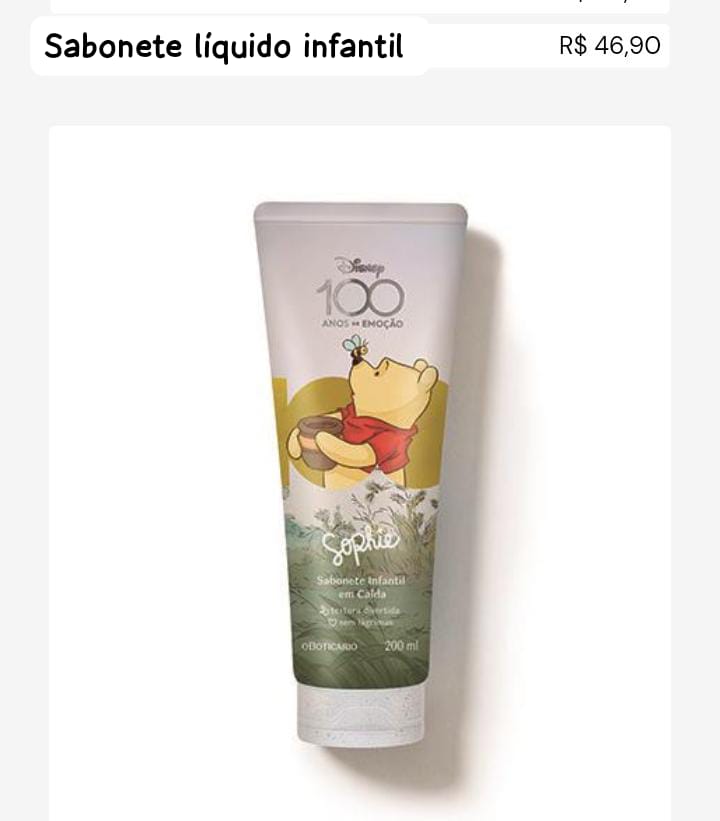 Sabonete líquido infantil
R$ 46,90
Disney
100
ANOS DE EMOÇÃO
Sophie
Sabonete Infantil
em Calda
textura divertida
sem lágrimas
OBOTICÁRIO 200 ml